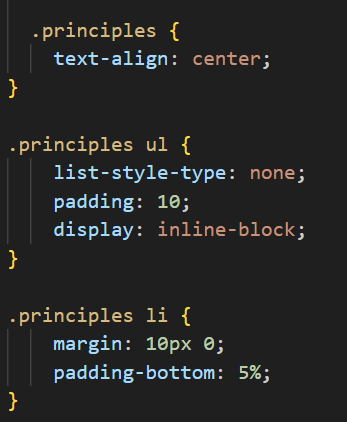 .principles {
text-align: center;
}
.principles ul {
list-style-type: none;
padding: 10;
display: inline-block;
}
.principles li {
margin: 10px 0;
padding-bottom: 5%;
}